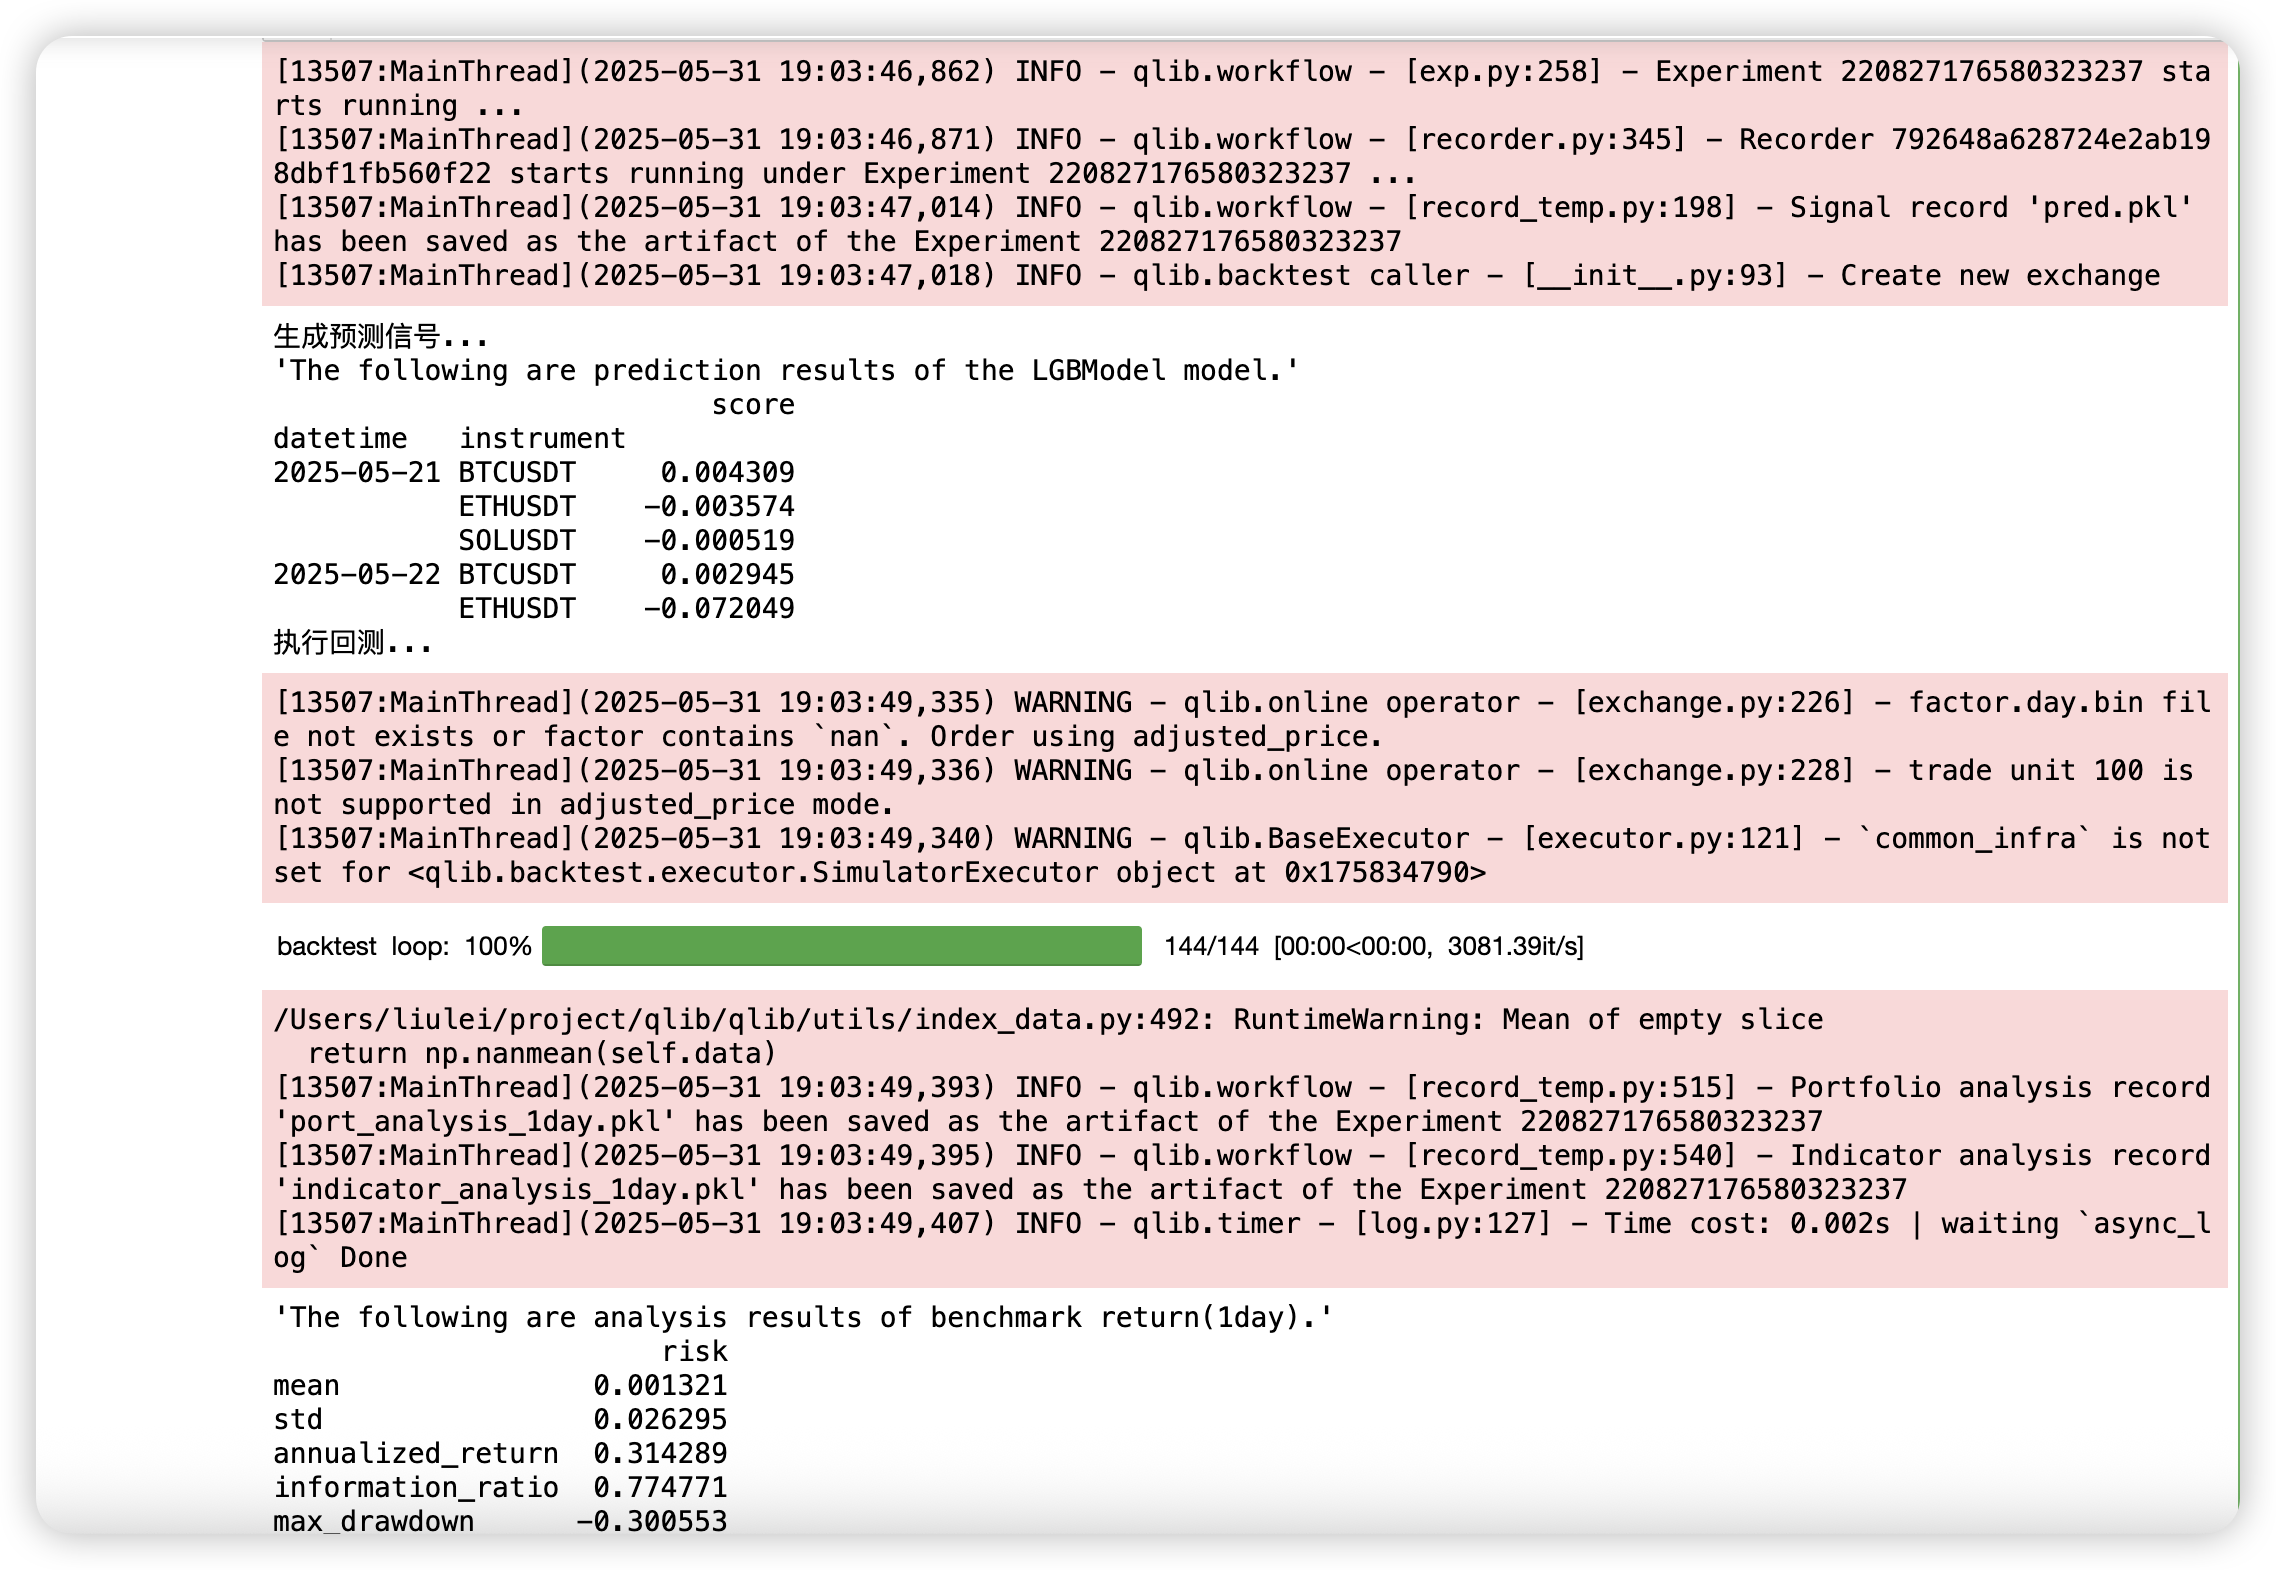 [13507:MainThread](2025-05-31 19:03:46,862) INFO - qlib.workflow - [exp.py:258] - Experiment 220827176580323237 sta
rts running ...
[13507:MainThread](2025-05-31 19:03:46,871) INFO - qlib.workflow - [recorder.py:345] - Recorder 792648a628724e2ab19
8dbf1fb560f22 starts running under Experiment 220827176580323237 ...
[13507:MainThread](2025-05-31 19:03:47,014) INFO - qlib.workflow - [record_temp.py:198] - Signal record 'pred.pkl'
has been saved as the artifact of the Experiment 220827176580323237
[13507:MainThread](2025-05-31 19:03:47,018) INFO - qlib.backtest caller - [__init__.py:93] - Create new exchange
生成预测信号...
'The following are prediction results of the LGBModel model.'
score
datetime instrument
2025-05-21 BTCUSDT 0.004309
ETHUSDT -0.003574
SOLUSDT -0.000519
2025-05-22 BTCUSDT 0.002945
ETHUSDT -0.072049
执行回测...
[13507:MainThread](2025-05-31 19:03:49,335) WARNING - qlib.online operator - [exchange.py:226] - factor.day.bin fil
e not exists or factor contains `nan`. Order using adjusted_price.
[13507:MainThread](2025-05-31 19:03:49,336) WARNING - qlib.online operator - [exchange.py:228] - trade unit 100 is
not supported in adjusted_price mode.
[13507:MainThread](2025-05-31 19:03:49,340) WARNING - qlib.BaseExecutor - [executor.py:121] - `common_infra` is not
set for <qlib.backtest.executor.SimulatorExecutor object at 0x175834790>
backtest loop: 100% 144/144 [00:00<00:00, 3081.39it/s]
/Users/liulei/project/qlib/qlib/utils/index_data.py:492: RuntimeWarning: Mean of empty slice
return np.nanmean(self.data)
[13507:MainThread](2025-05-31 19:03:49,393) INFO - qlib.workflow - [record_temp.py:515] - Portfolio analysis record
'port_analysis_1day.pkl' has been saved as the artifact of the Experiment 220827176580323237
[13507:MainThread](2025-05-31 19:03:49,395) INFO - qlib.workflow - [record_temp.py:540] - Indicator analysis record
'indicator_analysis_1day.pkl' has been saved as the artifact of the Experiment 220827176580323237
[13507:MainThread](2025-05-31 19:03:49,407) INFO - qlib.timer - [log.py:127] - Time cost: 0.002s | waiting `async_l
og` Done
'The following are analysis results of benchmark return(1day).'
risk
mean 0.001321
std 0.026295
annualized_return 0.314289
information_ratio 0.774771
max_drawdown -0.300553